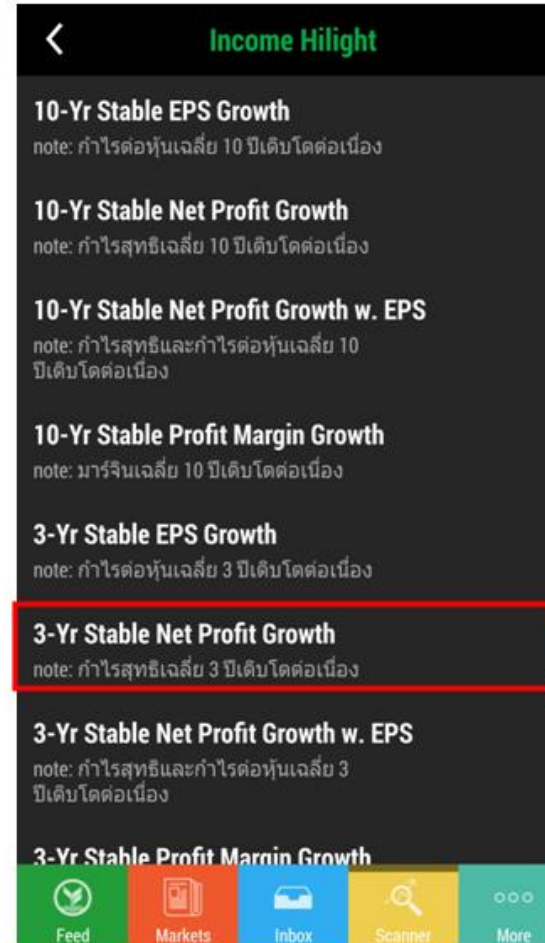 Income Hilight
10-Yr Stable EPS Growth
note: กำไรต่อหุ้นเฉลี่ย 10 ปีเติบโตต่อเนื่อง
10-Yr Stable Net Profit Growth
note: กำไรสุทธิเฉลี่ย 10 ปีเติบโตต่อเนื่อง
10-Yr Stable Net Profit Growth w. EPS
note: กำไรสุทธิและกำไรต่อหุ้นเฉลี่ย 10
ปีเติบโตต่อเนื่อง
10-Yr Stable Profit Margin Growth
note: มาร์จินเฉลี่ย 10 ปีเติบโตต่อเนื่อง
3-Yr Stable EPS Growth
note: กำไรต่อหุ้นเฉลี่ย 3 ปีเติบโตต่อเนื่อง
3-Yr Stable Net Profit Growth
note: กำไรสุทธิเฉลี่ย 3 ปีเติบโตต่อเนื่อง
3-Yr Stable Net Profit Growth w. EPS
note: กำไรสุทธิและกำไรต่อหุ้นเฉลี่ย 3
ปีเติบโตต่อเนื่อง
3-Yr Stable Profit Margin Growth
Feed Markets Inbox Scanner More